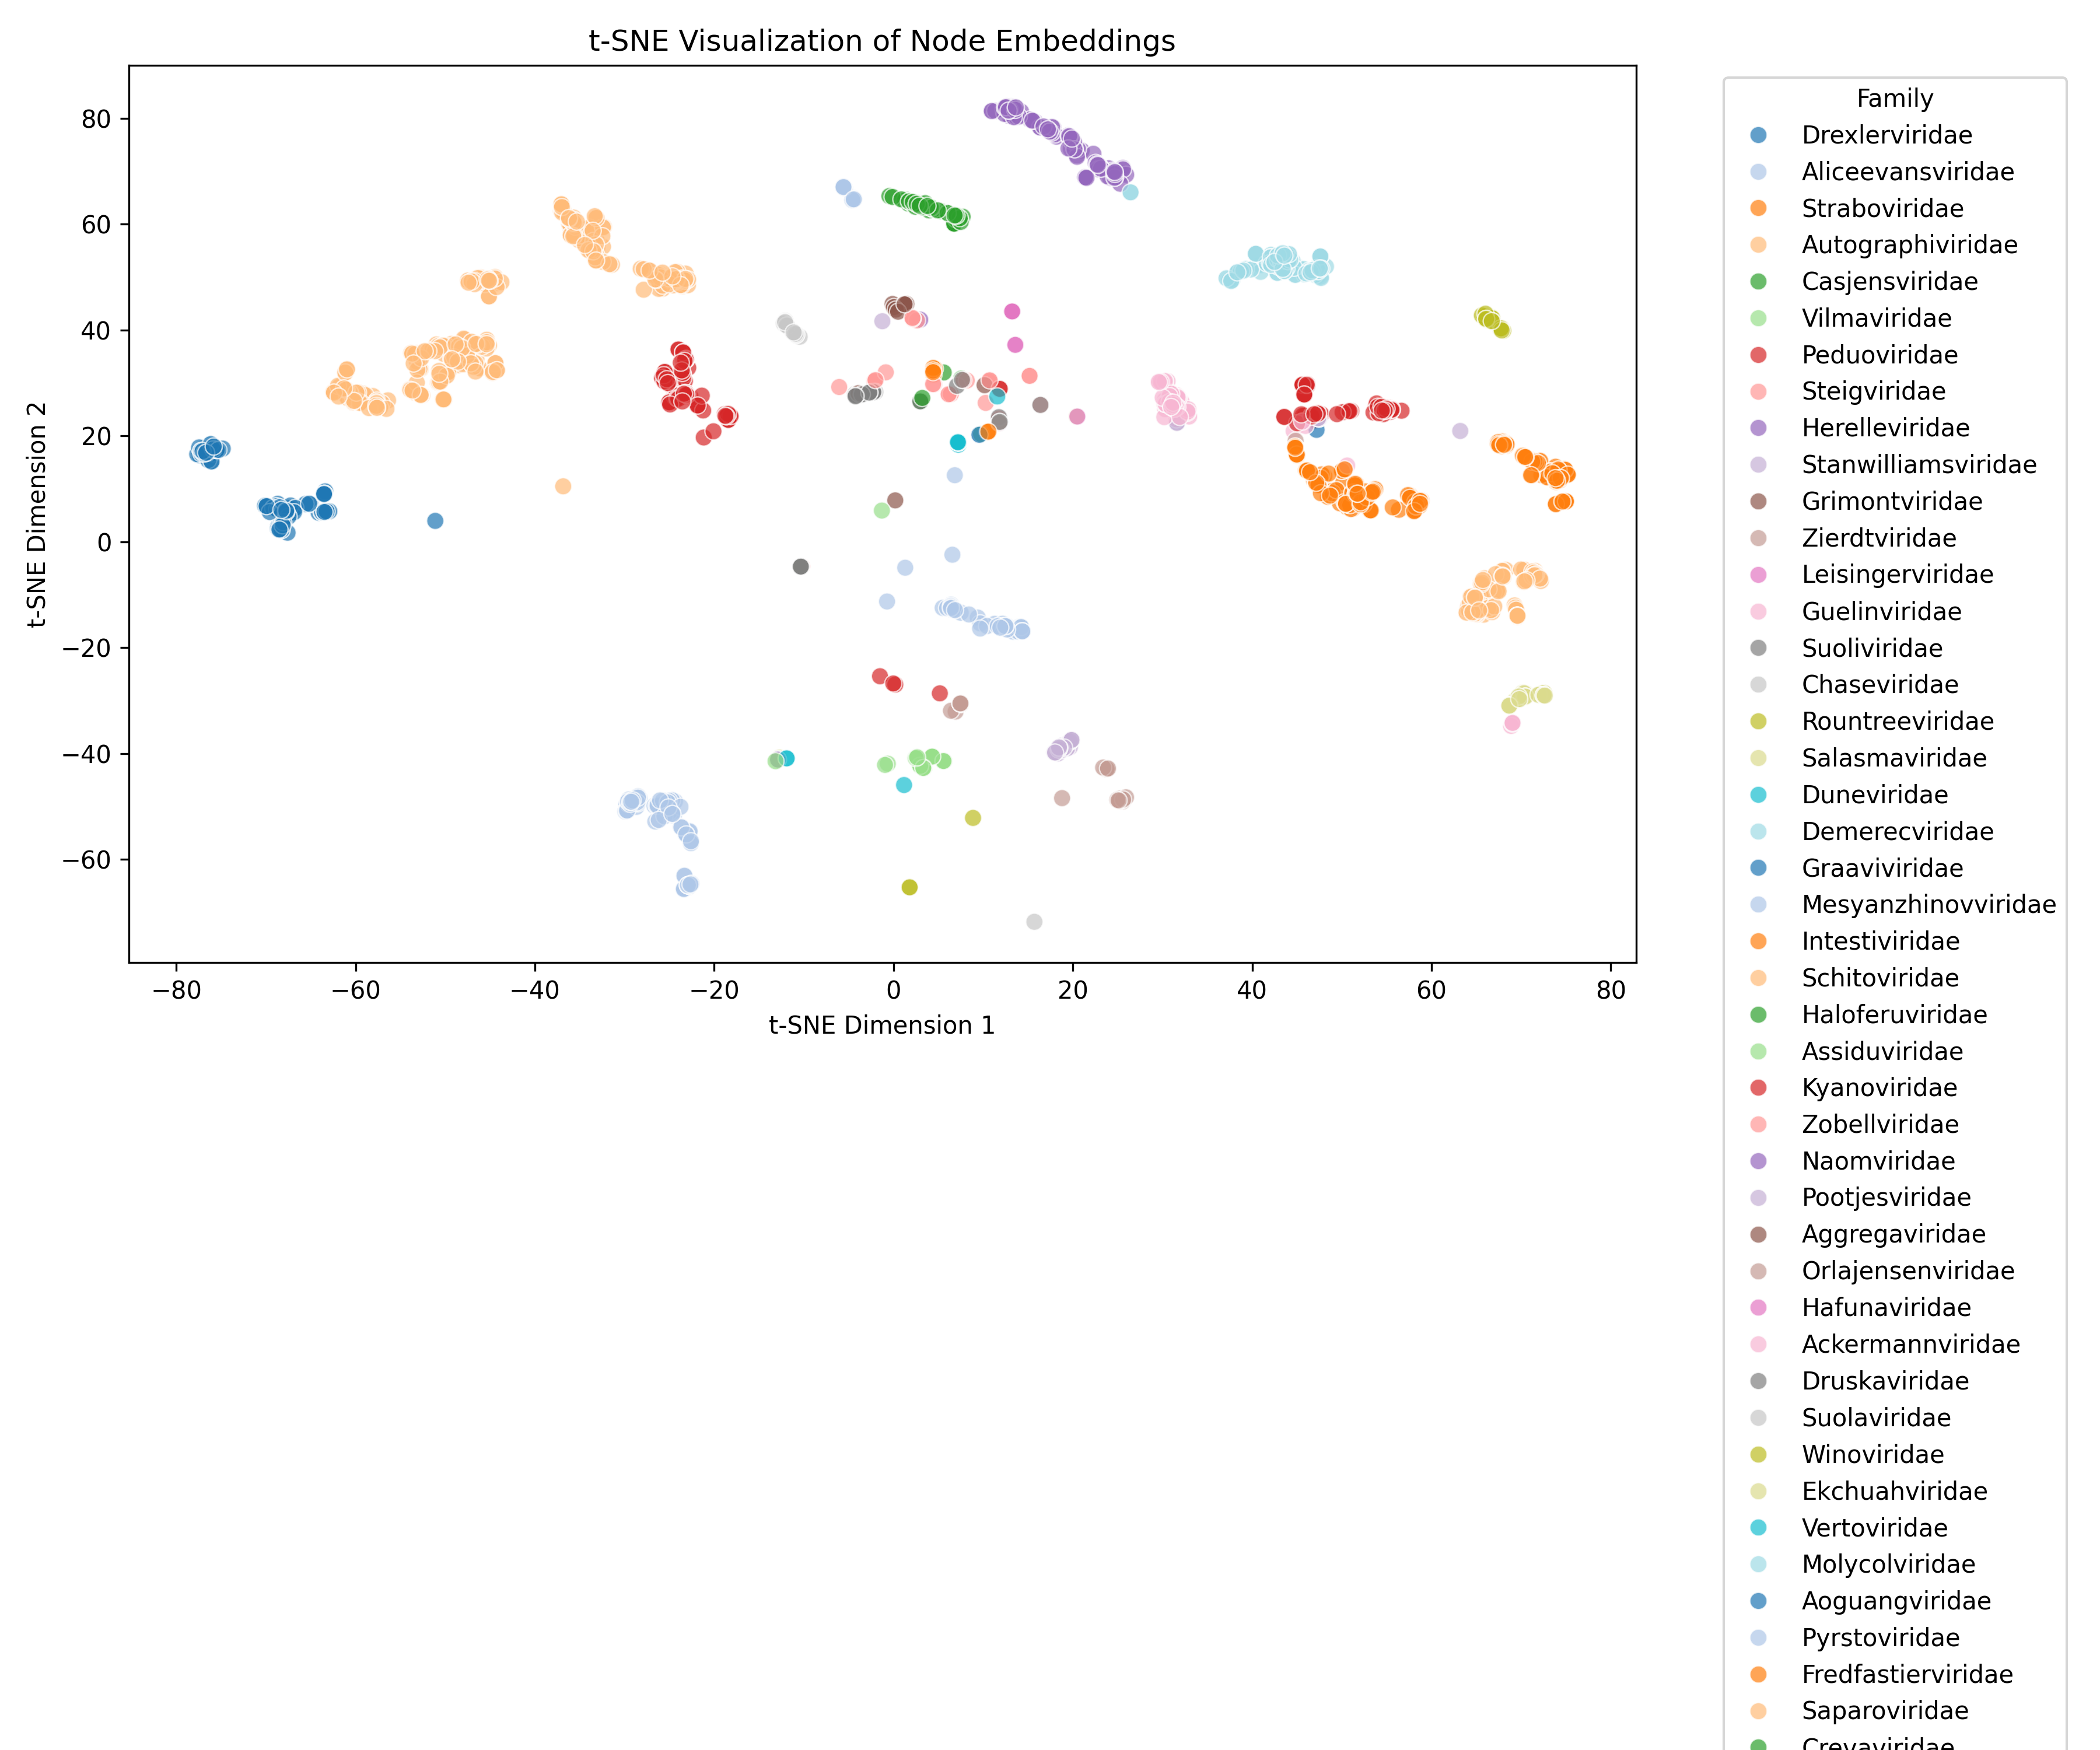 t-SNE Visualization of Node Embeddings
t-SNE Dimension 2
80
60
40
20
0
−20
−40
−60
−80
−60
−40
−20
0
20
40
60
80
t-SNE Dimension 1
Family
Drexlerviridae
Aliceevansviridae
Straboviridae
Autographiviridae
Casjensviridae
Vilmaviridae
Peduoviridae
Steigviridae
Herelleviridae
Stanwilliamsviridae
Grimontviridae
Zierdtviridae
Leisingerviridae
Guelinviridae
Suoliviridae
Chaseviridae
Rountreeviridae
Salasmaviridae
Duneviridae
Demerecviridae
Graaviviridae
Mesyanzhinovviridae
Intestiviridae
Schitoviridae
Haloferuviridae
Assiduviridae
Kyanoviridae
Zobellviridae
Naomviridae
Pootjesviridae
Aggregaviridae
Orlajensenviridae
Hafunaviridae
Ackermannviridae
Druskaviridae
Suolaviridae
Winoviridae
Ekchuahviridae
Vertoviridae
Molycolviridae
Aoguangviridae
Pyrstoviridae
Fredfastierviridae
Saparoviridae
Crevaviridae